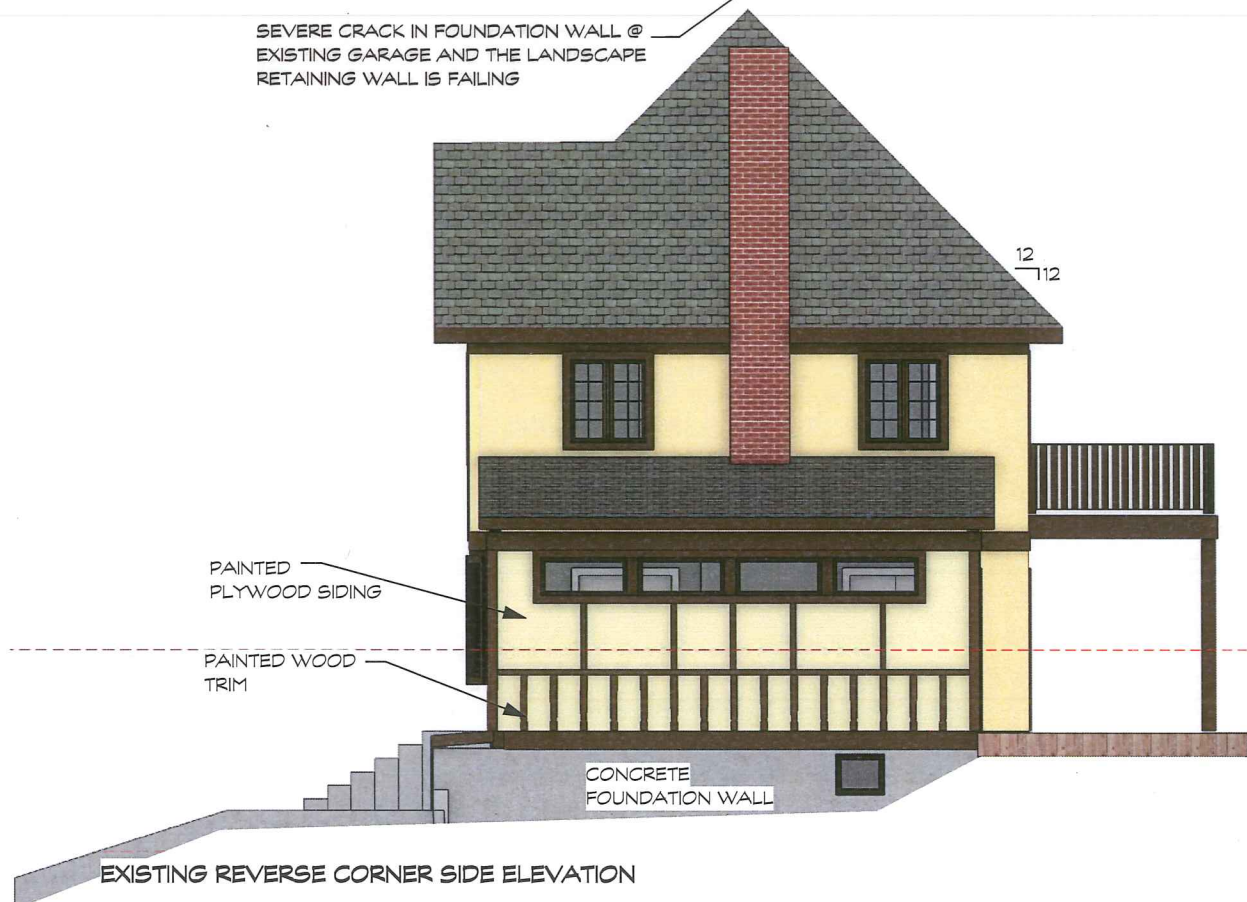 SEVERE CRACK IN FOUNDATION WALL @
EXISTING GARAGE AND THE LANDSCAPE
RETAINING WALL IS FAILING
12
12
PAINTED
PLYWOOD SIDING
PAINTED WOOD
TRIM
CONCRETE
FOUNDATION WALL
EXISTING REVERSE CORNER SIDE ELEVATION